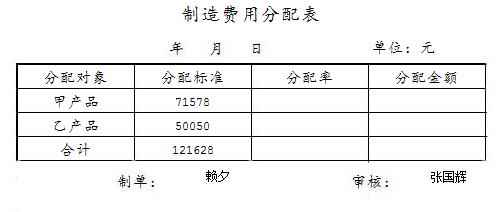 制造费用分配表
年 月 日 单位：元
分配对象 分配标准 分配率 分配金额
甲产品 71578
乙产品 50050
合计 121628
制单： 赖夕 审核： 张国辉